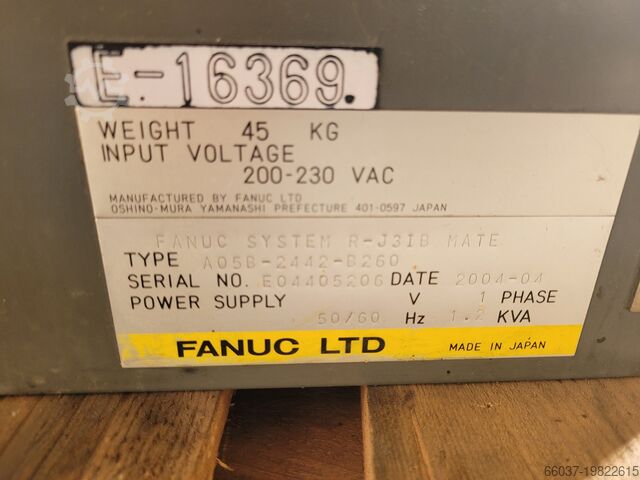 E-16369.
WEIGHT 45 KG
INPUT VOLTAGE
200-230 VAC
MANUFACTURED BY FANUC LTD
OSHINO-MURA YAMANASHI PREFECTURE 401-0597 JAPAN
FANUC SYSTEM R-J3IB MATE
TYPE A05B-2442-B260
SERIAL NO. E04405206 DATE 2004-04
POWER SUPPLY V 1 PHASE
50/60 Hz 1.2 KVA
FANUC LTD MADE IN JAPAN
66037-19822615